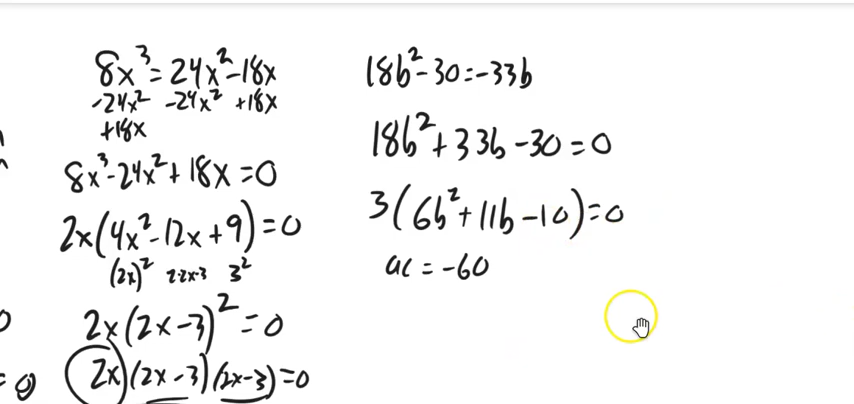 8x³=24x²-18x
-24x² -24x² +18x
+18x
8x³-24x²+18x=0
2x(4x²-12x+9)=0
(2x)² 2·2x·3 3²
2x(2x-3)²=0
2x(2x-3)(2x-3)=0
18b²-30=-33b
18b²+33b-30=0
3(6b²+11b-10)=0
ac=-60